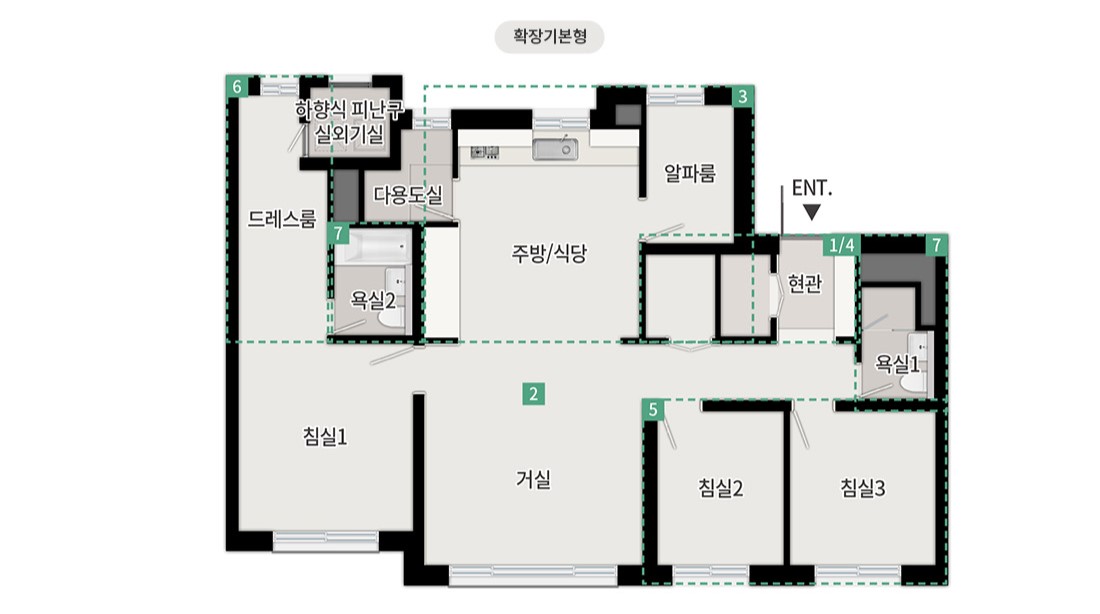 확장기본형
6
하향식 피난구
실외기실
3
알파룸
다용도실
ENT.
드레스룸
7
주방/식당
1/4
7
현관
욕실2
욕실1
2
5
침실1
거실
침실2
침실3